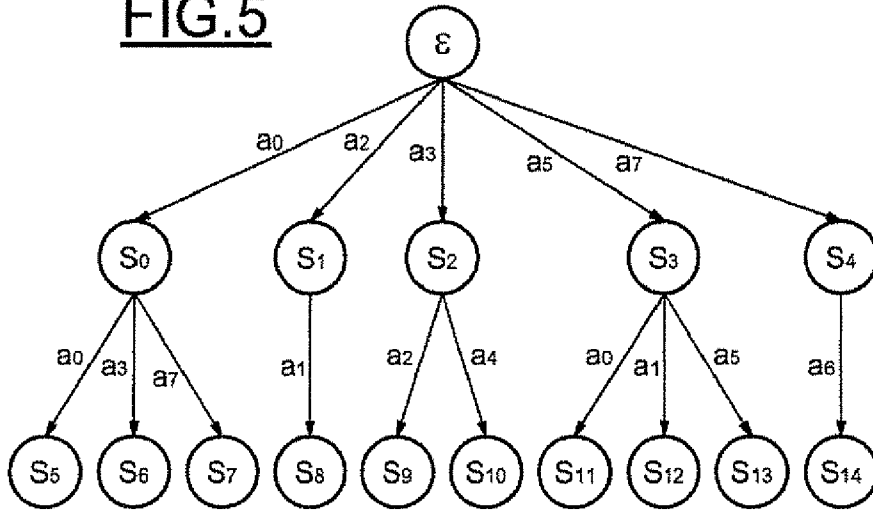 FIG.5
ε
a0 a2 a3 a5 a7
S0 S1 S2 S3 S4
a0 a3 a7 a1 a2 a4 a0 a1 a5 a6
S5 S6 S7 S8 S9 S10 S11 S12 S13 S14